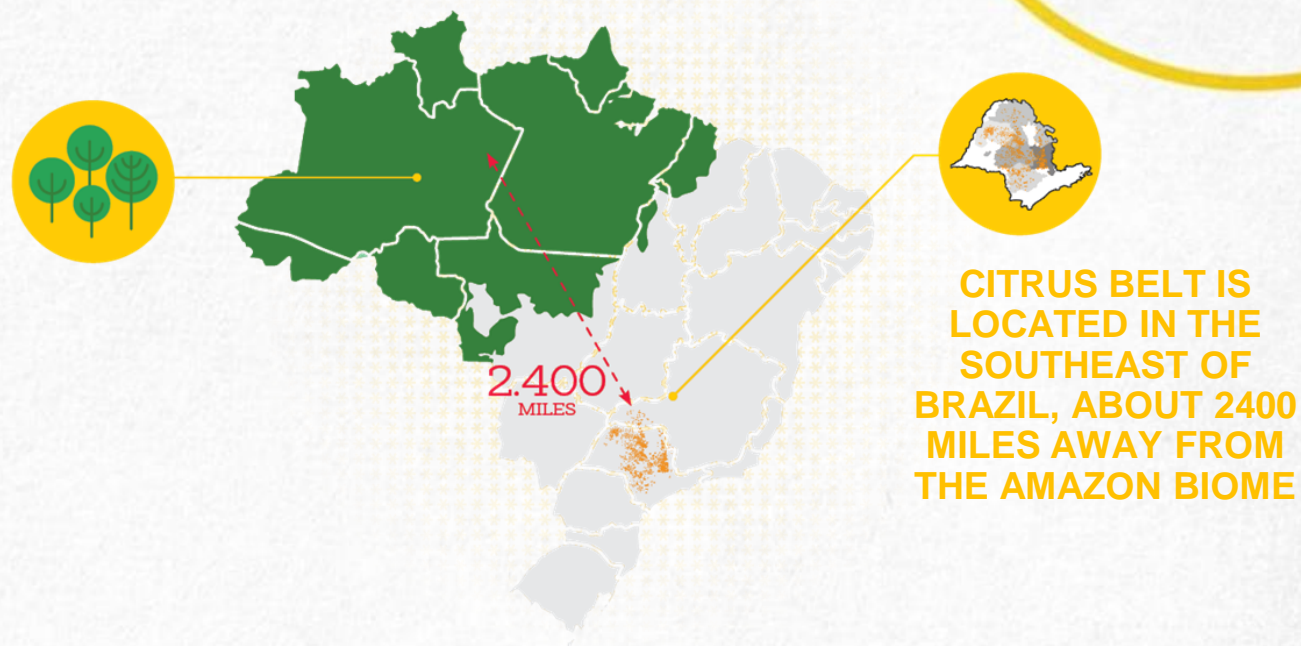 2.400
MILES
CITRUS BELT IS
LOCATED IN THE
SOUTHEAST OF
BRAZIL, ABOUT 2400
MILES AWAY FROM
THE AMAZON BIOME